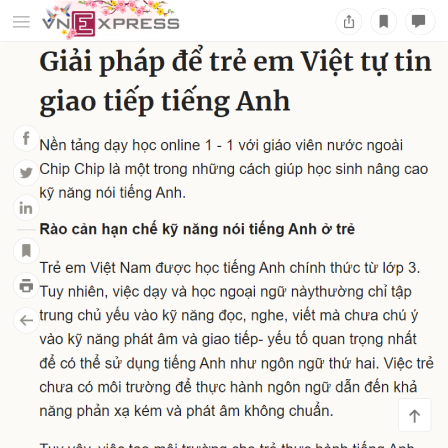 VNEXPRESS
Giải pháp để trẻ em Việt tự tin
giao tiếp tiếng Anh
Nền tảng dạy học online 1 - 1 với giáo viên nước ngoài
Chip Chip là một trong những cách giúp học sinh nâng cao
kỹ năng nói tiếng Anh.
Rào cản hạn chế kỹ năng nói tiếng Anh ở trẻ
Trẻ em Việt Nam được học tiếng Anh chính thức từ lớp 3.
Tuy nhiên, việc dạy và học ngoại ngữ nàythường chỉ tập
trung chủ yếu vào kỹ năng đọc, nghe, viết mà chưa chú ý
vào kỹ năng phát âm và giao tiếp- yếu tố quan trọng nhất
để có thể sử dụng tiếng Anh như ngôn ngữ thứ hai. Việc trẻ
chưa có môi trường để thực hành ngôn ngữ dẫn đến khả
năng phản xạ kém và phát âm không chuẩn.